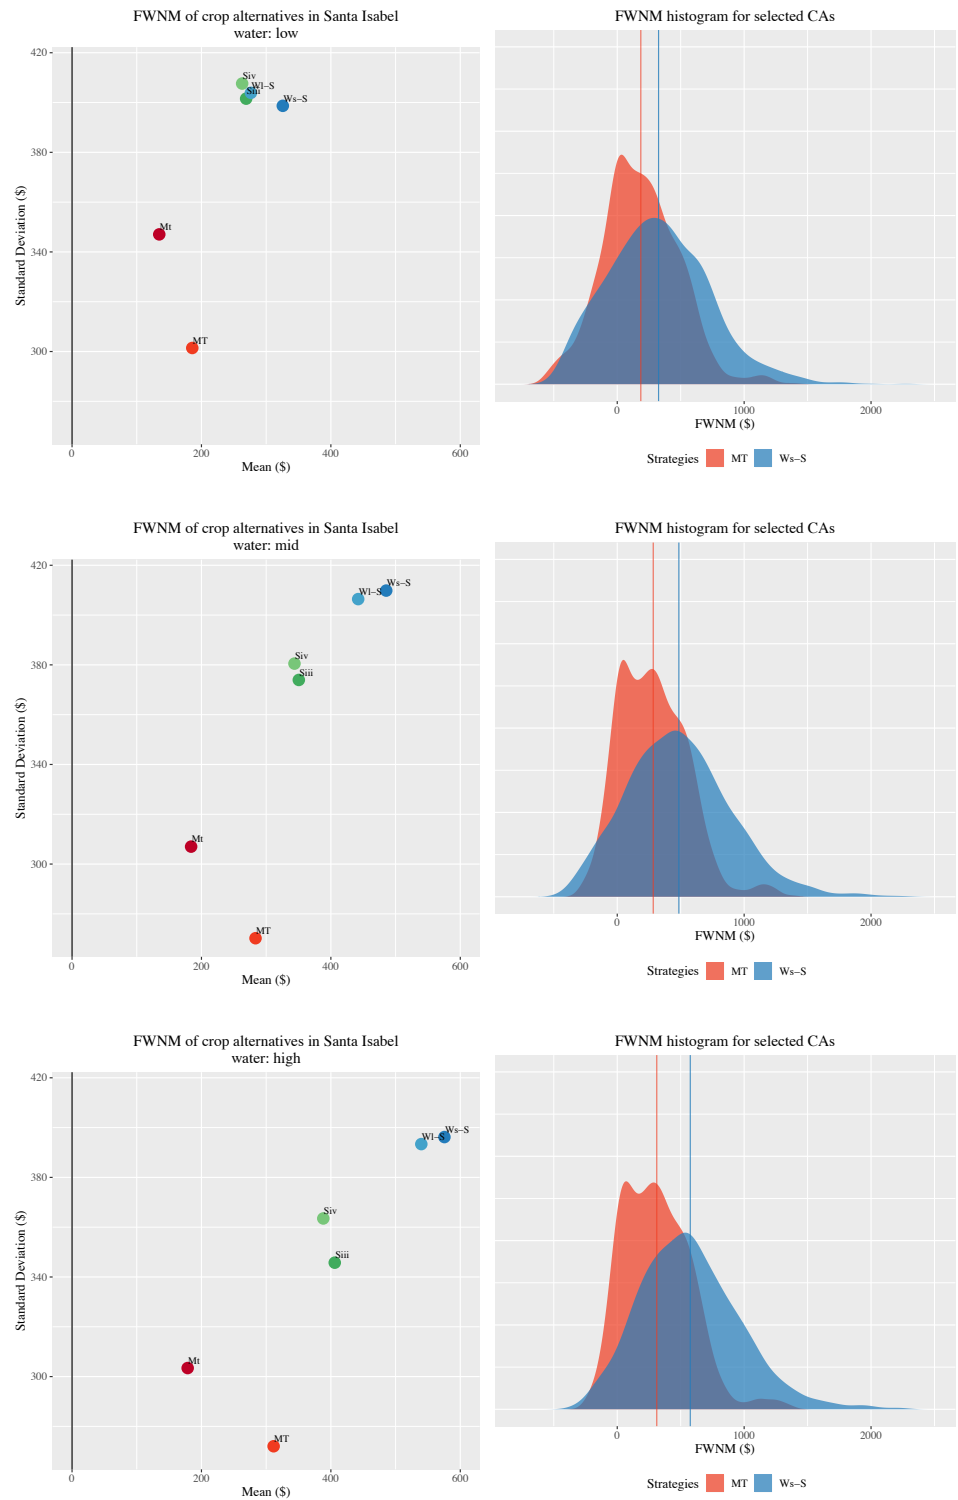 FWNM of crop alternatives in Santa Isabel
water: low
420
380
340
300
Standard Deviation ($)
Siv
Wl–S
Siii
Ws–S
Mt
MT
0
200
400
600
Mean ($)
FWNM histogram for selected CAs
0
1000
2000
FWNM ($)
Strategies MT Ws–S
FWNM of crop alternatives in Santa Isabel
water: mid
420
380
340
300
Standard Deviation ($)
Ws–S
Wl–S
Siv
Siii
Mt
MT
0
200
400
600
Mean ($)
FWNM histogram for selected CAs
0
1000
2000
FWNM ($)
Strategies MT Ws–S
FWNM of crop alternatives in Santa Isabel
water: high
420
380
340
300
Standard Deviation ($)
Ws–S
Wl–S
Siv
Siii
Mt
MT
0
200
400
600
Mean ($)
FWNM histogram for selected CAs
0
1000
2000
FWNM ($)
Strategies MT Ws–S